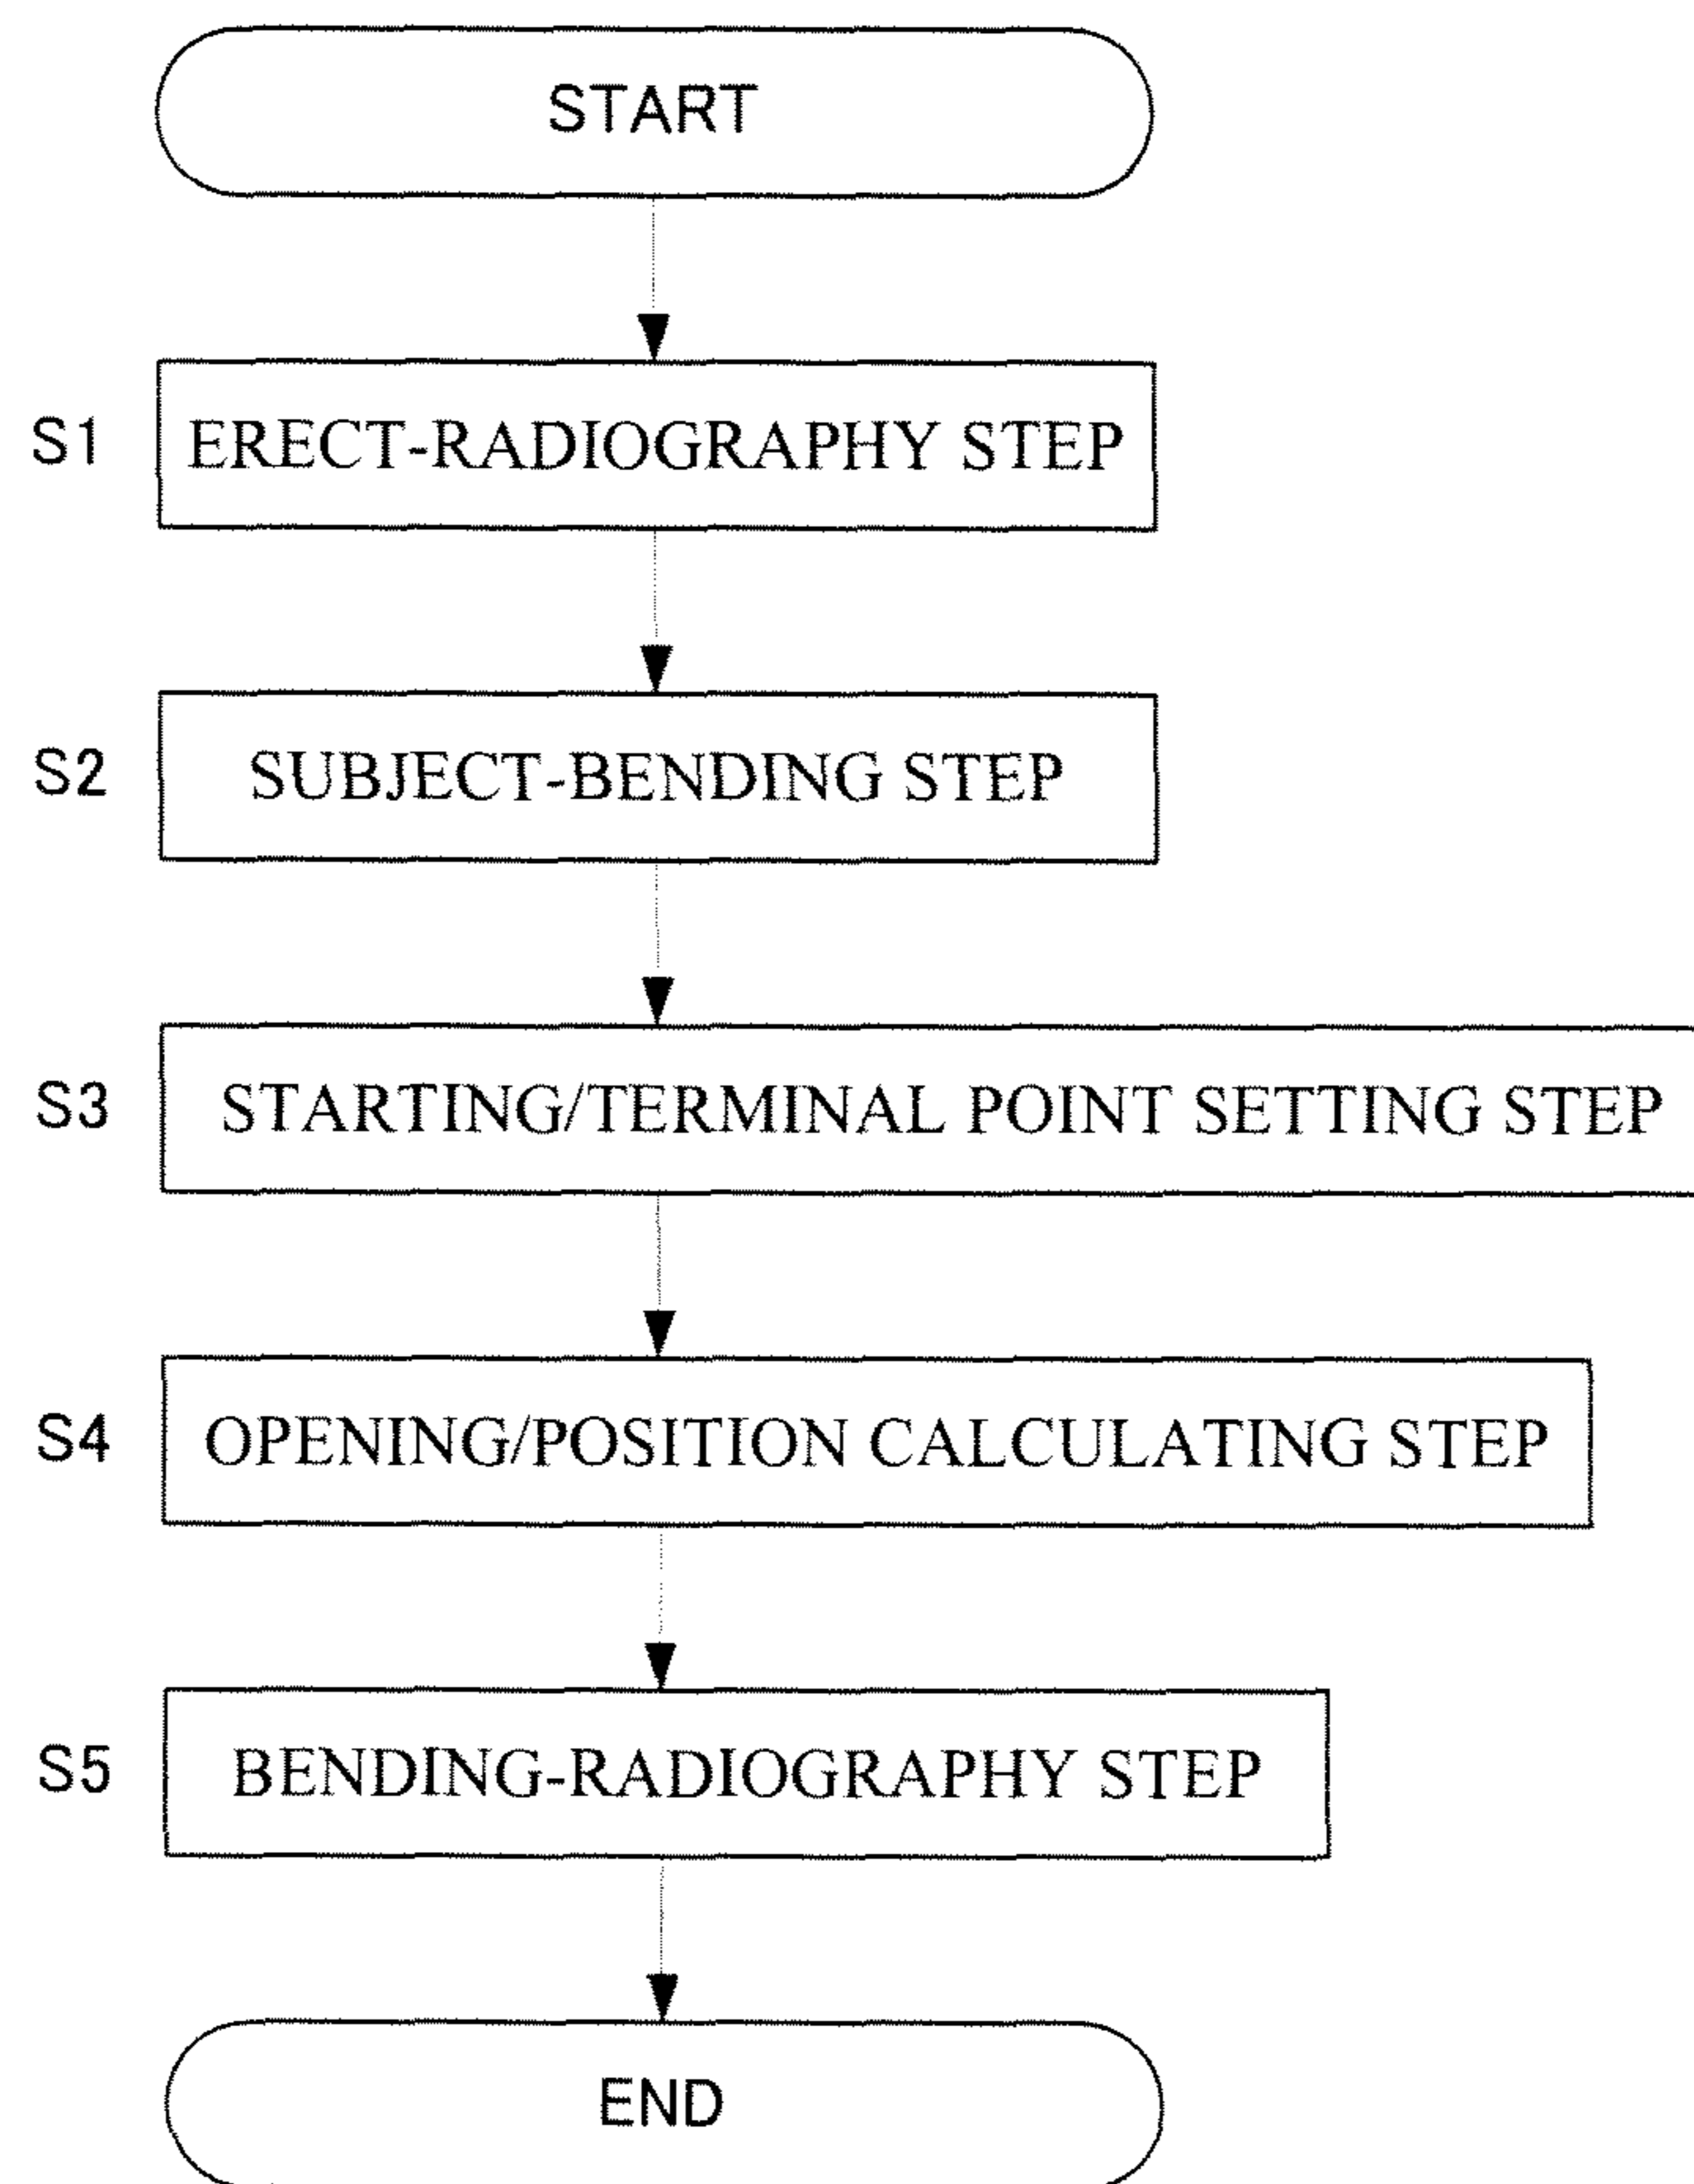 START
S1 ERECT-RADIOGRAPHY STEP
S2 SUBJECT-BENDING STEP
S3 STARTING/TERMINAL POINT SETTING STEP
S4 OPENING/POSITION CALCULATING STEP
S5 BENDING-RADIOGRAPHY STEP
END